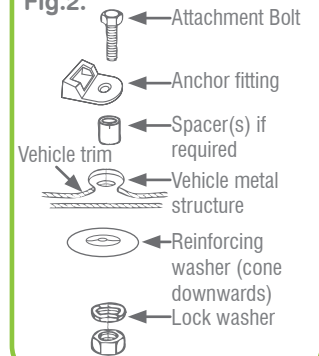 Fig.2.
Attachment Bolt
Anchor fitting
Spacer(s) if
required
Vehicle trim
Vehicle metal
structure
Reinforcing
washer (cone
downwards)
Lock washer